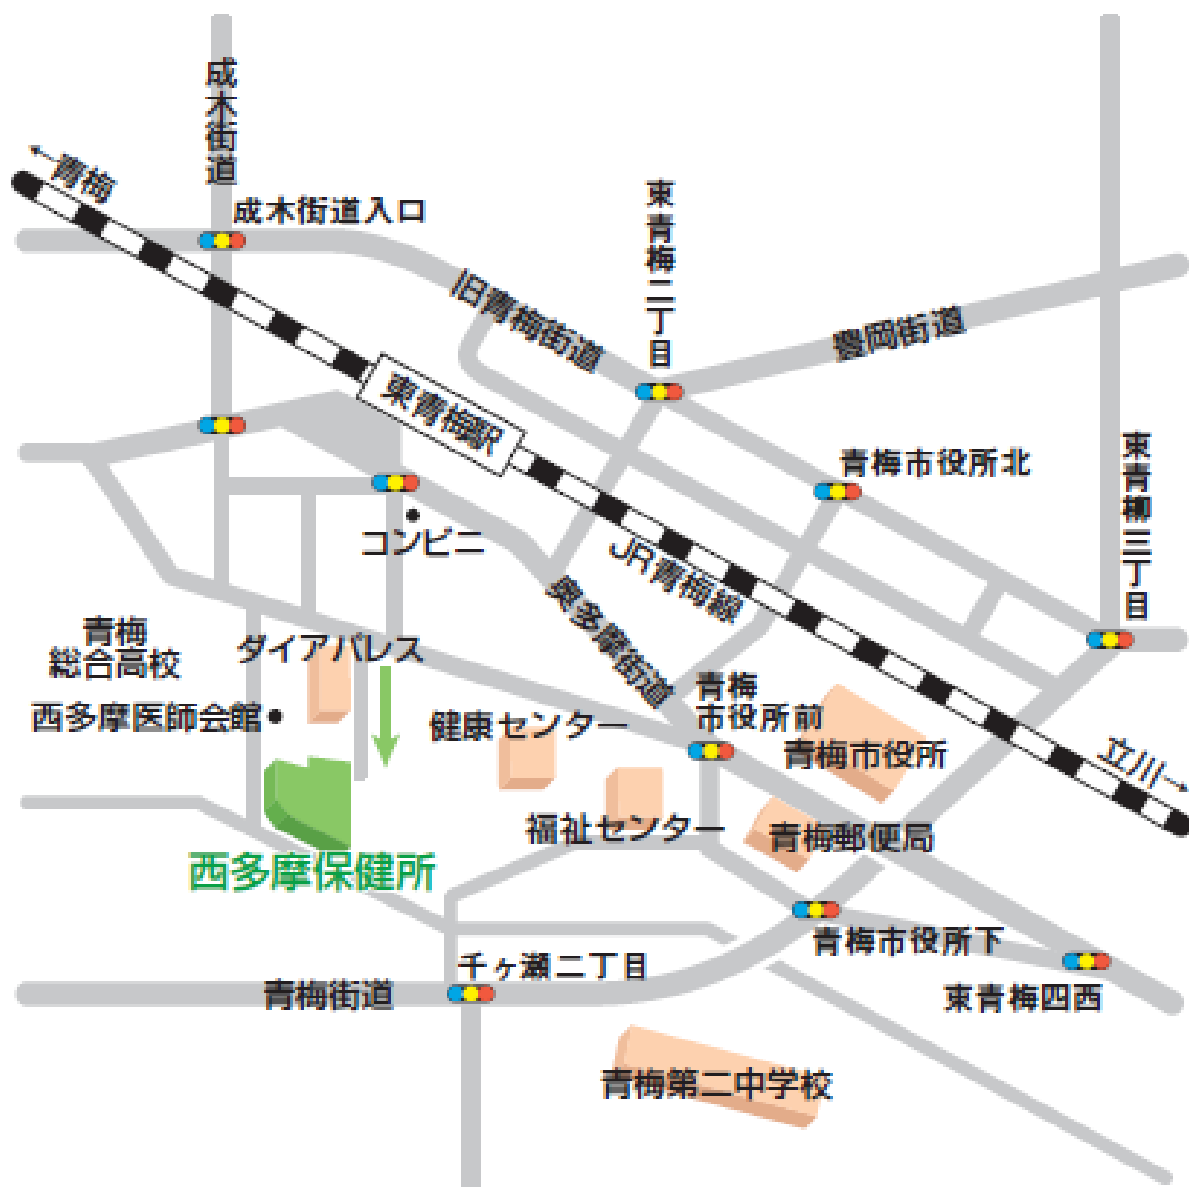 成木街道
←青梅
成木街道入口
東青梅二丁目
旧青梅街道
豊岡街道
東青梅駅
青梅市役所北
東青柳三丁目
コンビニ
JR青梅線
奥多摩街道
青梅
総合高校
ダイアパレス
西多摩医師会館
健康センター
青梅
市役所前
青梅市役所
立川→
福祉センター
青梅郵便局
西多摩保健所
青梅市役所下
千ヶ瀬二丁目
青梅街道
東青梅四西
青梅第二中学校